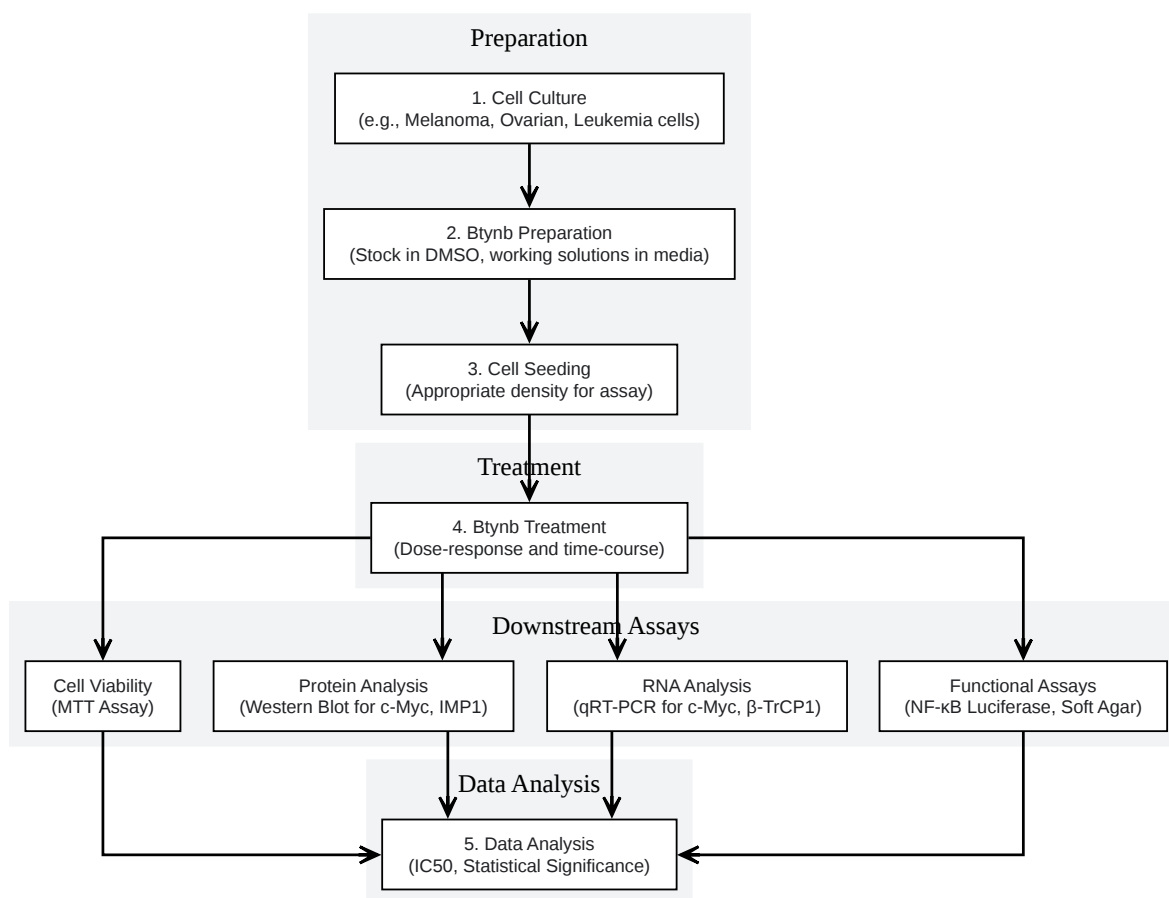 Preparation
1. Cell Culture
(e.g., Melanoma, Ovarian, Leukemia cells)
2. Btynb Preparation
(Stock in DMSO, working solutions in media)
3. Cell Seeding
(Appropriate density for assay)
Treatment
4. Btynb Treatment
(Dose-response and time-course)
Downstream Assays
Cell Viability
(MTT Assay)
Protein Analysis
(Western Blot for c-Myc, IMP1)
RNA Analysis
(qRT-PCR for c-Myc, β-TrCP1)
Functional Assays
(NF-κB Luciferase, Soft Agar)
Data Analysis
5. Data Analysis
(IC50, Statistical Significance)